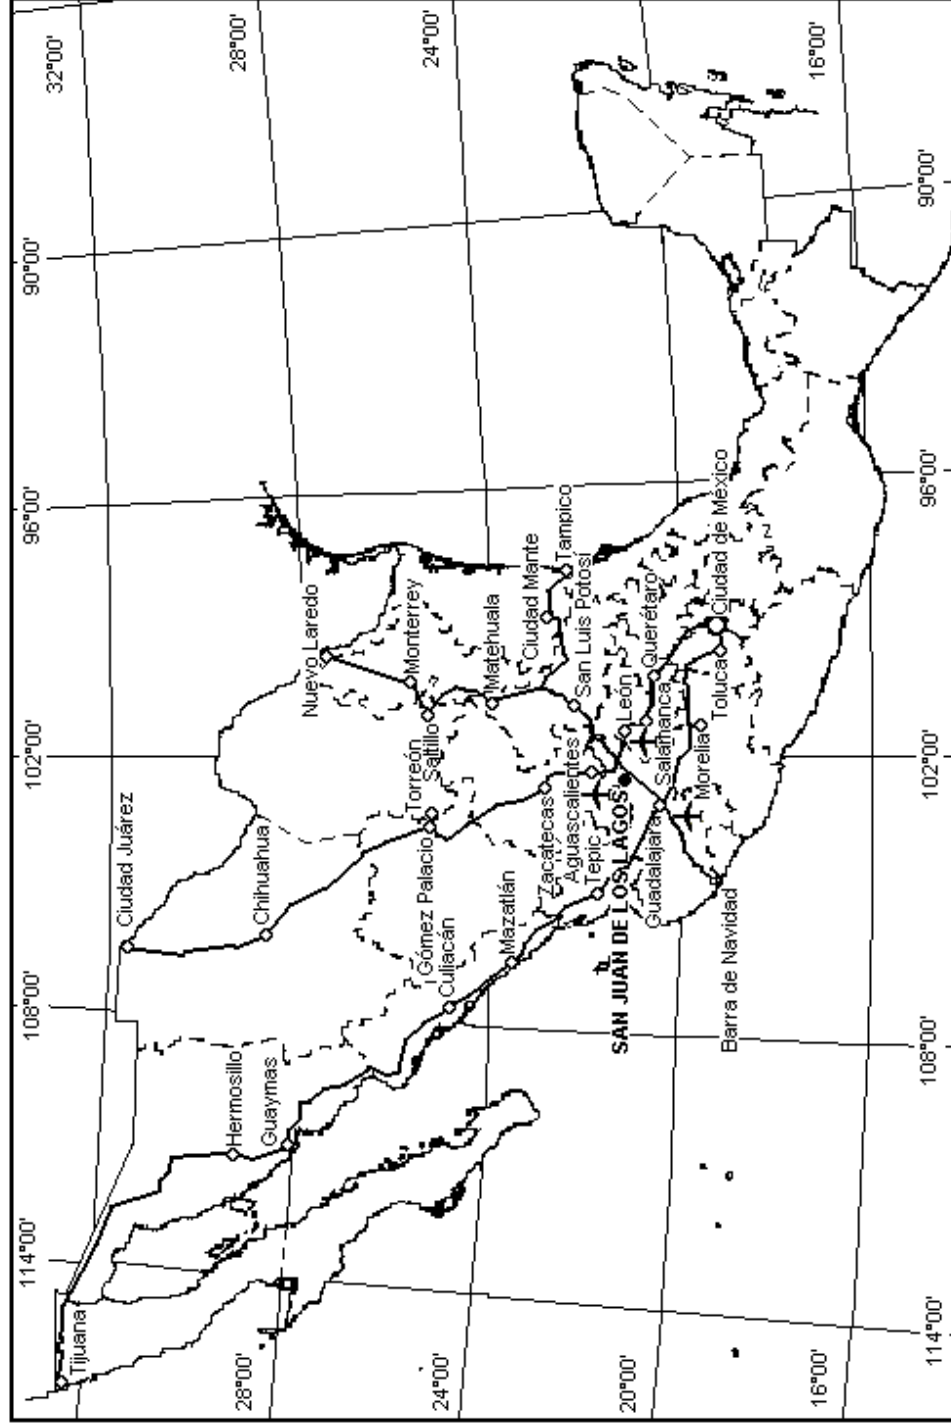 114°00' 108°00' 102°00' 96°00' 90°00'
32°00'
Tijuana
Ciudad Juárez
Hermosillo
28°00'
28°00'
Chihuahua
Guaymas
Nuevo Laredo
Monterrey
Torreón
Saltillo
Gómez Palacio
Culiacán
24°00'
24°00'
Matehuala
Mazatlán
Ciudad Mante
Tampico
Zacatecas
Aguascalientes
San Luis Potosí
Tepic
León
SAN JUAN DE LOS LAGOS
20°00'
Querétaro
Guadalajara
Salamanca
Morelia
Toluca
Ciudad de México
Barra de Navidad
16°00'
16°00'
114°00' 108°00' 102°00' 96°00' 90°00'